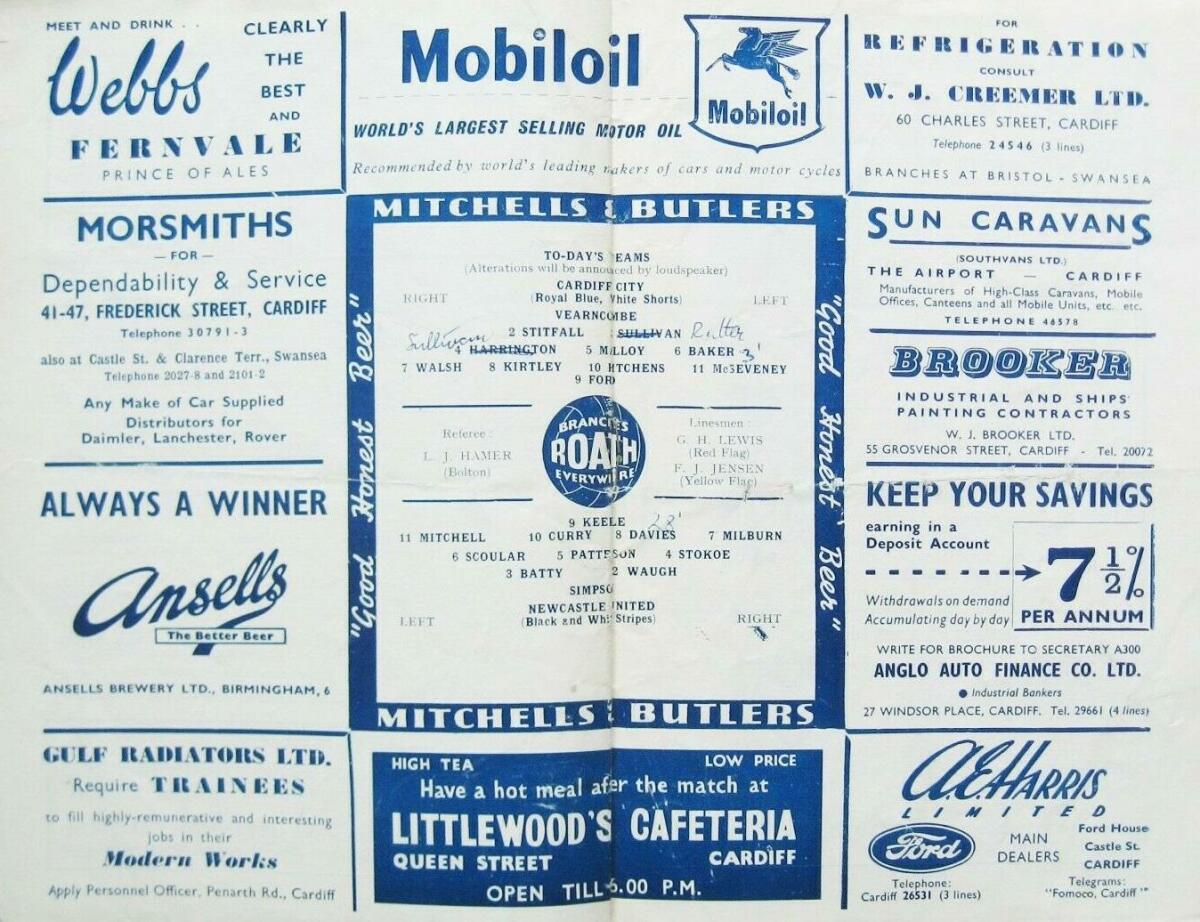 MEET AND DRINK . .
Webbs
CLEARLY
THE
BEST
AND
FERNVALE
PRINCE OF ALES
Mobiloil
Mobiloil
WORLD'S LARGEST SELLING MOTOR OIL
Recommended by world's leading makers of cars and motor cycles
FOR
REFRIGERATION
CONSULT
W. J. CREEMER LTD.
60 CHARLES STREET, CARDIFF
Telephone 24546 (3 lines)
BRANCHES AT BRISTOL - SWANSEA
MORSMITHS
— FOR —
Dependability & Service
41-47, FREDERICK STREET, CARDIFF
Telephone 30791-3
also at Castle St. & Clarence Terr., Swansea
Telephone 2027-8 and 2101-2
Any Make of Car Supplied
Distributors for
Daimler, Lanchester, Rover
ALWAYS A WINNER
Ansells
The Better Beer
ANSELLS BREWERY LTD., BIRMINGHAM, 6
MITCHELLS & BUTLERS
"Good Honest Beer"
"Good Honest Beer"
TO-DAY'S TEAMS
(Alterations will be announced by loudspeaker)
CARDIFF CITY
RIGHT (Royal Blue, White Shorts) LEFT
VEARNCOMBE
2 STITFALL SULLIVAN Rutter
Sullivan
4 HARRINGTON 5 MALLOY 6 BAKER 3'
7 WALSH 8 KIRTLEY 10 HITCHENS 11 McSEVENEY
9 FORD
Referee :
L. J. HAMER
(Bolton)
BRANCHES
ROATH
EVERYWHERE
Linesmen :
G. H. LEWIS
(Red Flag)
F. J. JENSEN
(Yellow Flag)
9 KEELE 28'
11 MITCHELL 10 CURRY 8 DAVIES 7 MILBURN
6 SCOULAR 5 PATTESON 4 STOKOE
3 BATTY 2 WAUGH
SIMPSON
NEWCASTLE UNITED
LEFT (Black and White Stripes) RIGHT
MITCHELLS & BUTLERS
SUN CARAVANS
(SOUTHVANS LTD.)
THE AIRPORT — CARDIFF
Manufacturers of High-Class Caravans, Mobile
Offices, Canteens and all Mobile Units, etc. etc.
TELEPHONE 46578
BROOKER
INDUSTRIAL AND SHIPS'
PAINTING CONTRACTORS
W. J. BROOKER LTD.
55 GROSVENOR STREET, CARDIFF - Tel. 20072
KEEP YOUR SAVINGS
earning in a
Deposit Account
7 1/2 %
PER ANNUM
Withdrawals on demand
Accumulating day by day
WRITE FOR BROCHURE TO SECRETARY A300
ANGLO AUTO FINANCE CO. LTD.
● Industrial Bankers
27 WINDSOR PLACE, CARDIFF. Tel. 29661 (4 lines)
GULF RADIATORS LTD.
Require TRAINEES
to fill highly-remunerative and interesting
jobs in their
Modern Works
Apply Personnel Officer, Penarth Rd., Cardiff
HIGH TEA LOW PRICE
Have a hot meal after the match at
LITTLEWOOD'S CAFETERIA
QUEEN STREET CARDIFF
OPEN TILL 6.00 P.M.
A.E. HARRIS
LIMITED
Ford
MAIN
DEALERS
Ford House
Castle St.
CARDIFF
Telephone:
Cardiff 26531 (3 lines)
Telegrams:
"Fomoco, Cardiff"